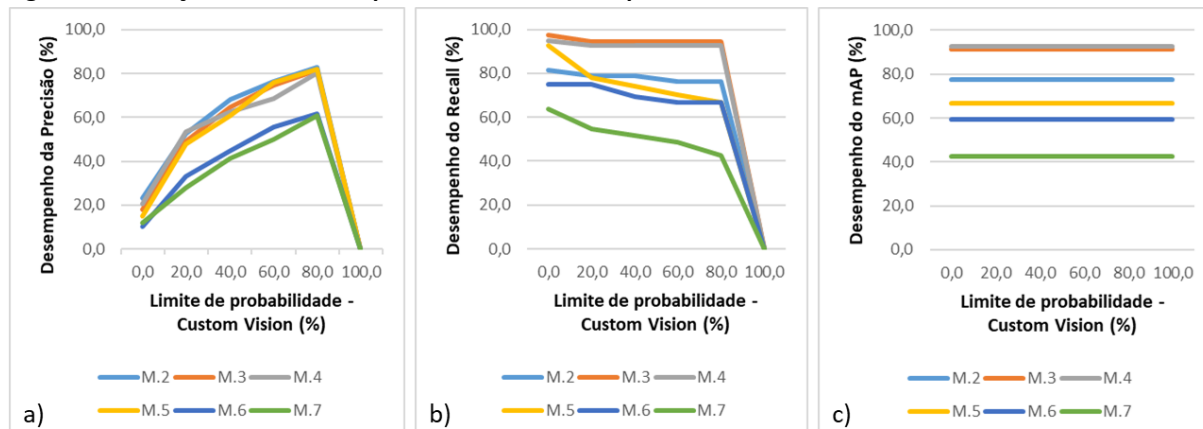 Desempenho da Precisão (%)
100,0
80,0
60,0
40,0
20,0
0,0
0,0 20,0 40,0 60,0 80,0 100,0
Limite de probabilidade -
Custom Vision (%)
M.2 M.3 M.4
M.5 M.6 M.7
a)
Desempenho do Recall (%)
100,0
80,0
60,0
40,0
20,0
0,0
0,0 20,0 40,0 60,0 80,0 100,0
Limite de probabilidade -
Custom Vision (%)
M.2 M.3 M.4
M.5 M.6 M.7
b)
Desempenho do mAP (%)
100,0
80,0
60,0
40,0
20,0
0,0
0,0 20,0 40,0 60,0 80,0 100,0
Limite de probabilidade -
Custom Vision (%)
M.2 M.3 M.4
M.5 M.6 M.7
c)